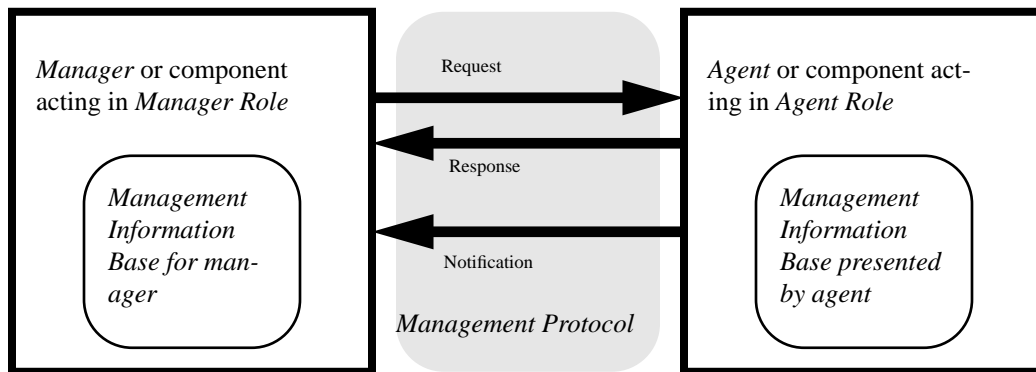 Manager or component
acting in Manager Role
Management
Information
Base for man-
ager
Request
Response
Notification
Management Protocol
Agent or component act-
ing in Agent Role
Management
Information
Base presented
by agent